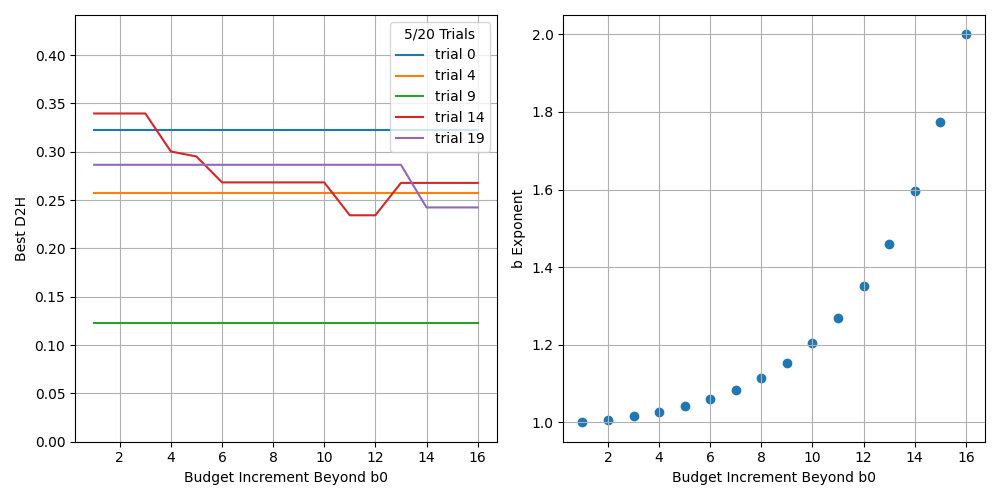 5/20 Trials
trial 0
trial 4
trial 9
trial 14
trial 19
0.40
0.35
0.30
0.25
0.20
0.15
0.10
0.05
0.00
Best D2H
2 4 6 8 10 12 14 16
Budget Increment Beyond b0
2.0
1.8
1.6
1.4
1.2
1.0
b Exponent
2 4 6 8 10 12 14 16
Budget Increment Beyond b0